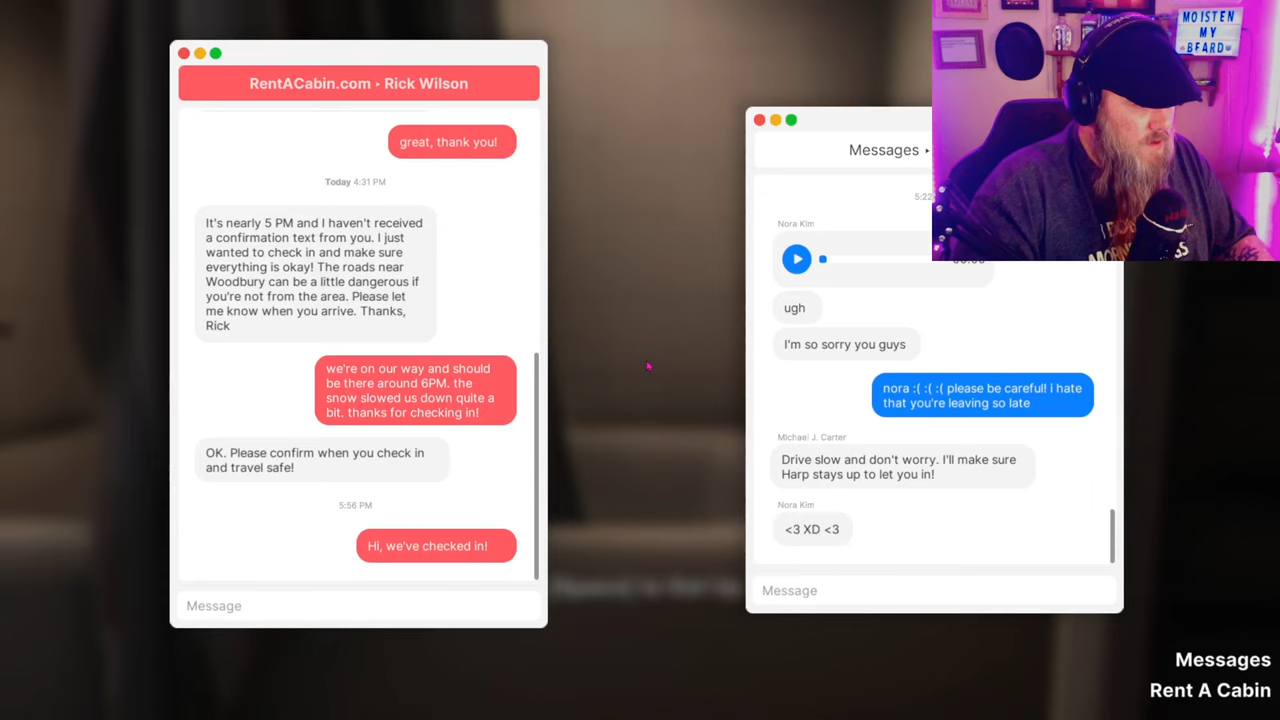 RentACabin.com • Rick Wilson
great, thank you!
Today 4:31 PM
It's nearly 5 PM and I haven't received
a confirmation text from you. I just
wanted to check in and make sure
everything is okay! The roads near
Woodbury can be a little dangerous if
you're not from the area. Please let
me know when you arrive. Thanks,
Rick
we're on our way and should
be there around 6PM. the
snow slowed us down quite a
bit. thanks for checking in!
OK. Please confirm when you check in
and travel safe!
5:56 PM
Hi, we've checked in!
Message
MOISTEN
MY
BEARD
Messages ‣
5:22
Nora Kim
ugh
I'm so sorry you guys
nora :( :( :( please be careful! i hate
that you're leaving so late
Michael J. Carter
Drive slow and don't worry. I'll make sure
Harp stays up to let you in!
Nora Kim
<3 XD <3
Message
Messages
Rent A Cabin